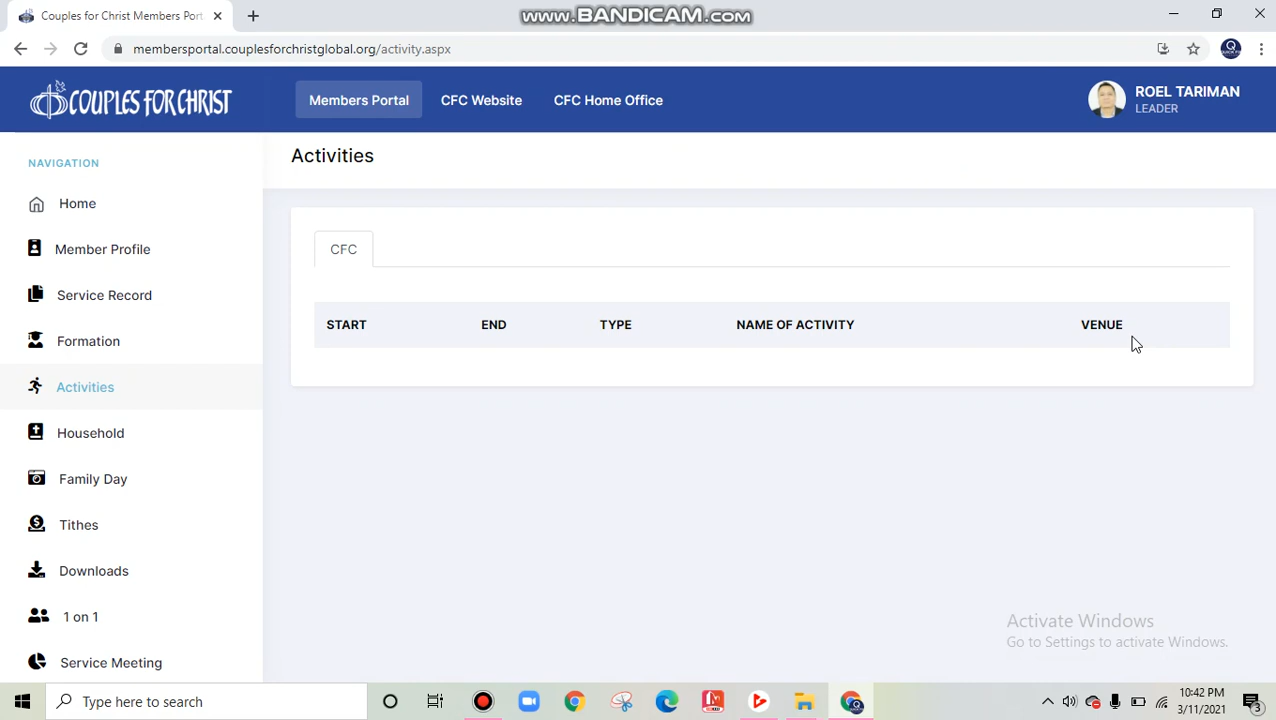 Couples for Christ Members Port
www.BANDICAM.com
membersportal.couplesforchristglobal.org/activity.aspx
COUPLES FOR CHRIST
Members Portal
CFC Website
CFC Home Office
ROEL TARIMAN
LEADER
NAVIGATION
Home
Member Profile
Service Record
Formation
Activities
Household
Family Day
Tithes
Downloads
1 on 1
Service Meeting
Activities
CFC
START END TYPE NAME OF ACTIVITY VENUE
Activate Windows
Go to Settings to activate Windows.
Type here to search
10:42 PM
3/11/2021
3